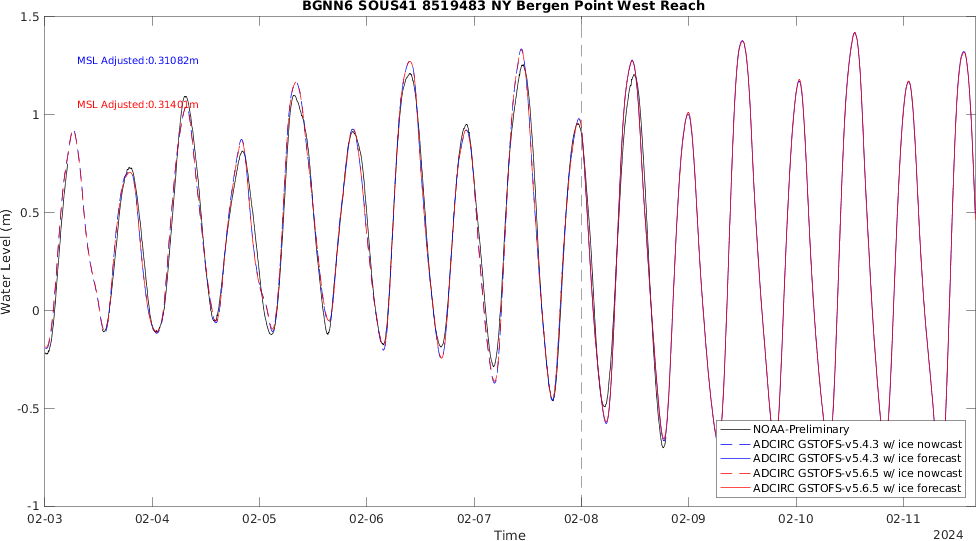 BGNN6 SOUS41 8519483 NY Bergen Point West Reach
1.5
MSL Adjusted:0.31082m
MSL Adjusted:0.31401m
1
0.5
0
-0.5
-1
Water Level (m)
NOAA-Preliminary
ADCIRC GSTOFS-v5.4.3 w/ ice nowcast
ADCIRC GSTOFS-v5.4.3 w/ ice forecast
ADCIRC GSTOFS-v5.6.5 w/ ice nowcast
ADCIRC GSTOFS-v5.6.5 w/ ice forecast
02-03 02-04 02-05 02-06 02-07 02-08 02-09 02-10 02-11
Time
2024